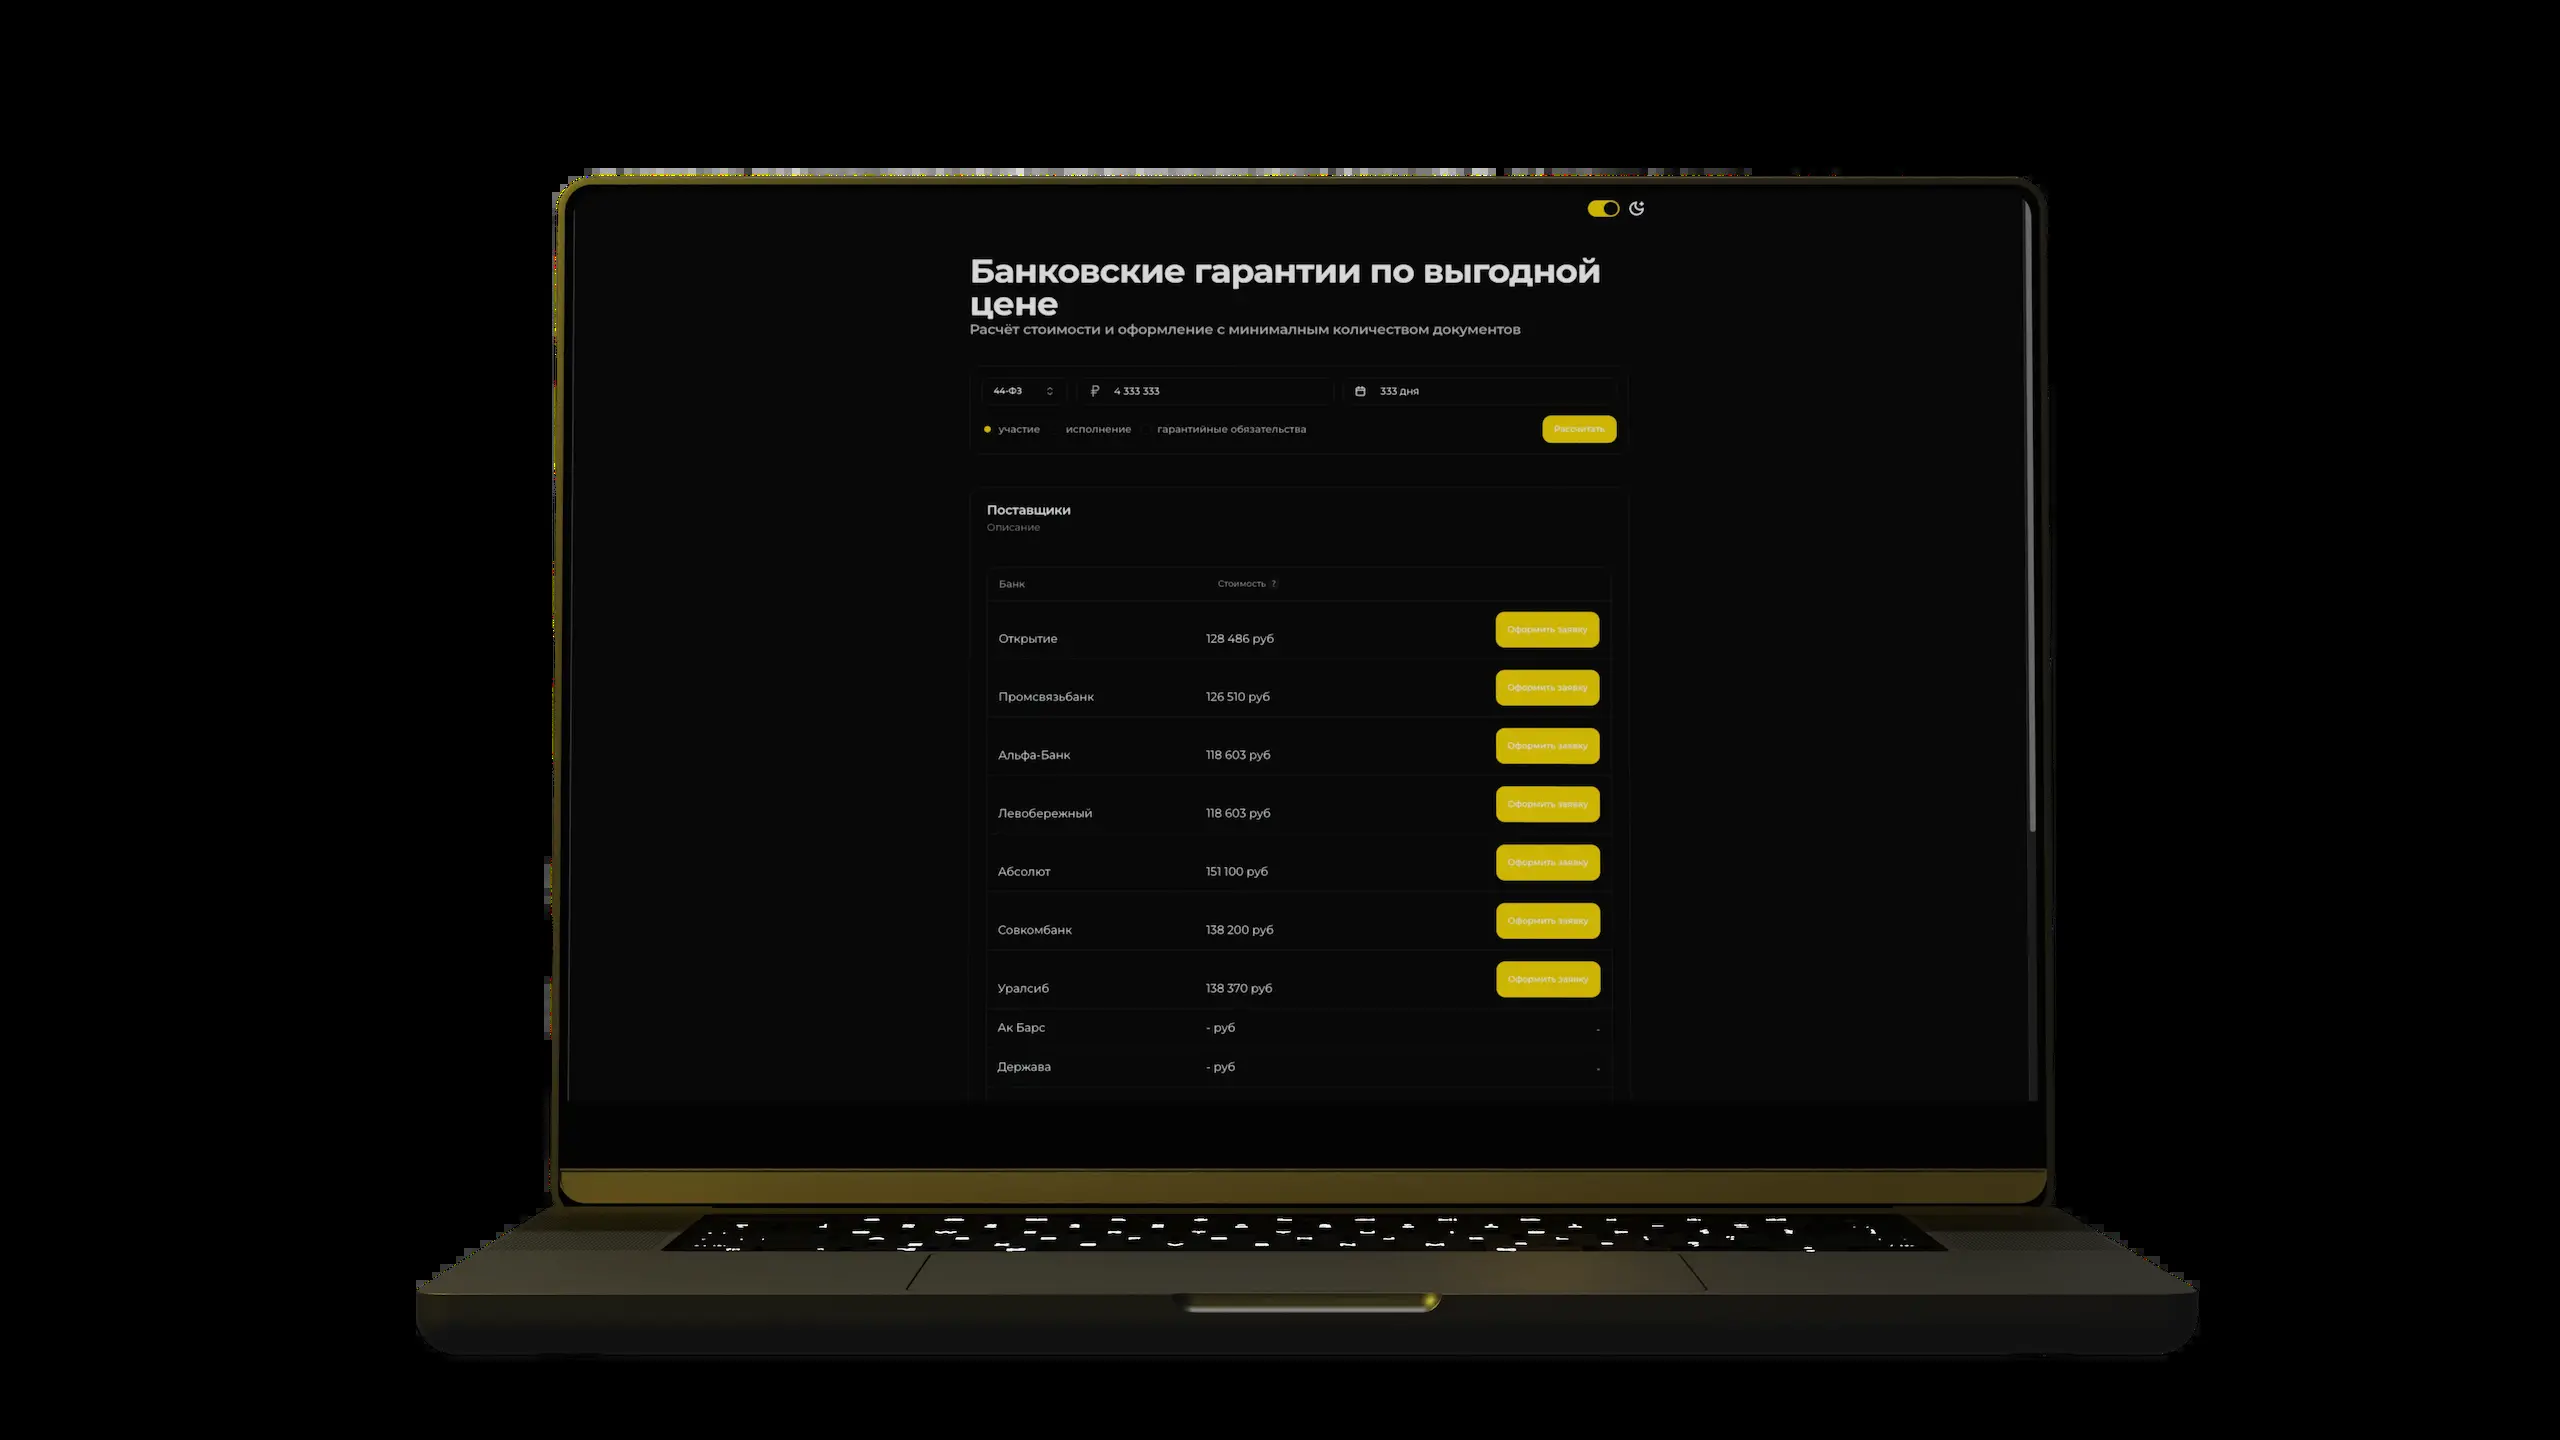 Банковские гарантии по выгодной
цене
Расчёт стоимости и оформление с минималным количеством документов
44-ФЗ ₽ 4 333 333 333 дня
участие исполнение гарантийные обязательства Рассчитать
Поставщики
Описание
Банк Стоимость ?
Открытие 128 486 руб Оформить заявку
Промсвязьбанк 126 510 руб Оформить заявку
Альфа-Банк 118 603 руб Оформить заявку
Левобережный 118 603 руб Оформить заявку
Абсолют 151 100 руб Оформить заявку
Совкомбанк 138 200 руб Оформить заявку
Уралсиб 138 370 руб Оформить заявку
Ак Барс - руб -
Держава - руб -